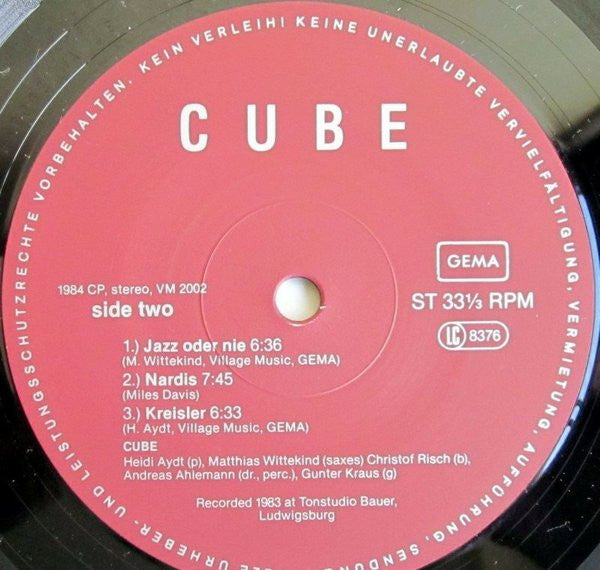 UND LEISTUNGSSCHUTZRECHTE VORBEHALTEN. KEIN VERLEIH! KEINE UNERLAUBTE VERVIELFÄLTIGUNG, VERMIETUNG, AUFFÜHRUNG, SENDUNG
URHEBER-
CUBE
GEMA
1984 CP, stereo, VM 2002
side two
ST 33⅓ RPM
LC 8376
1.) Jazz oder nie 6:36
(M. Wittekind, Village Music, GEMA)
2.) Nardis 7:45
(Miles Davis)
3.) Kreisler 6:33
(H. Aydt, Village Music, GEMA)
CUBE
Heidi Aydt (p), Matthias Wittekind (saxes) Christof Risch (b),
Andreas Ahlemann (dr., perc.), Gunter Kraus (g)
Recorded 1983 at Tonstudio Bauer,
Ludwigsburg